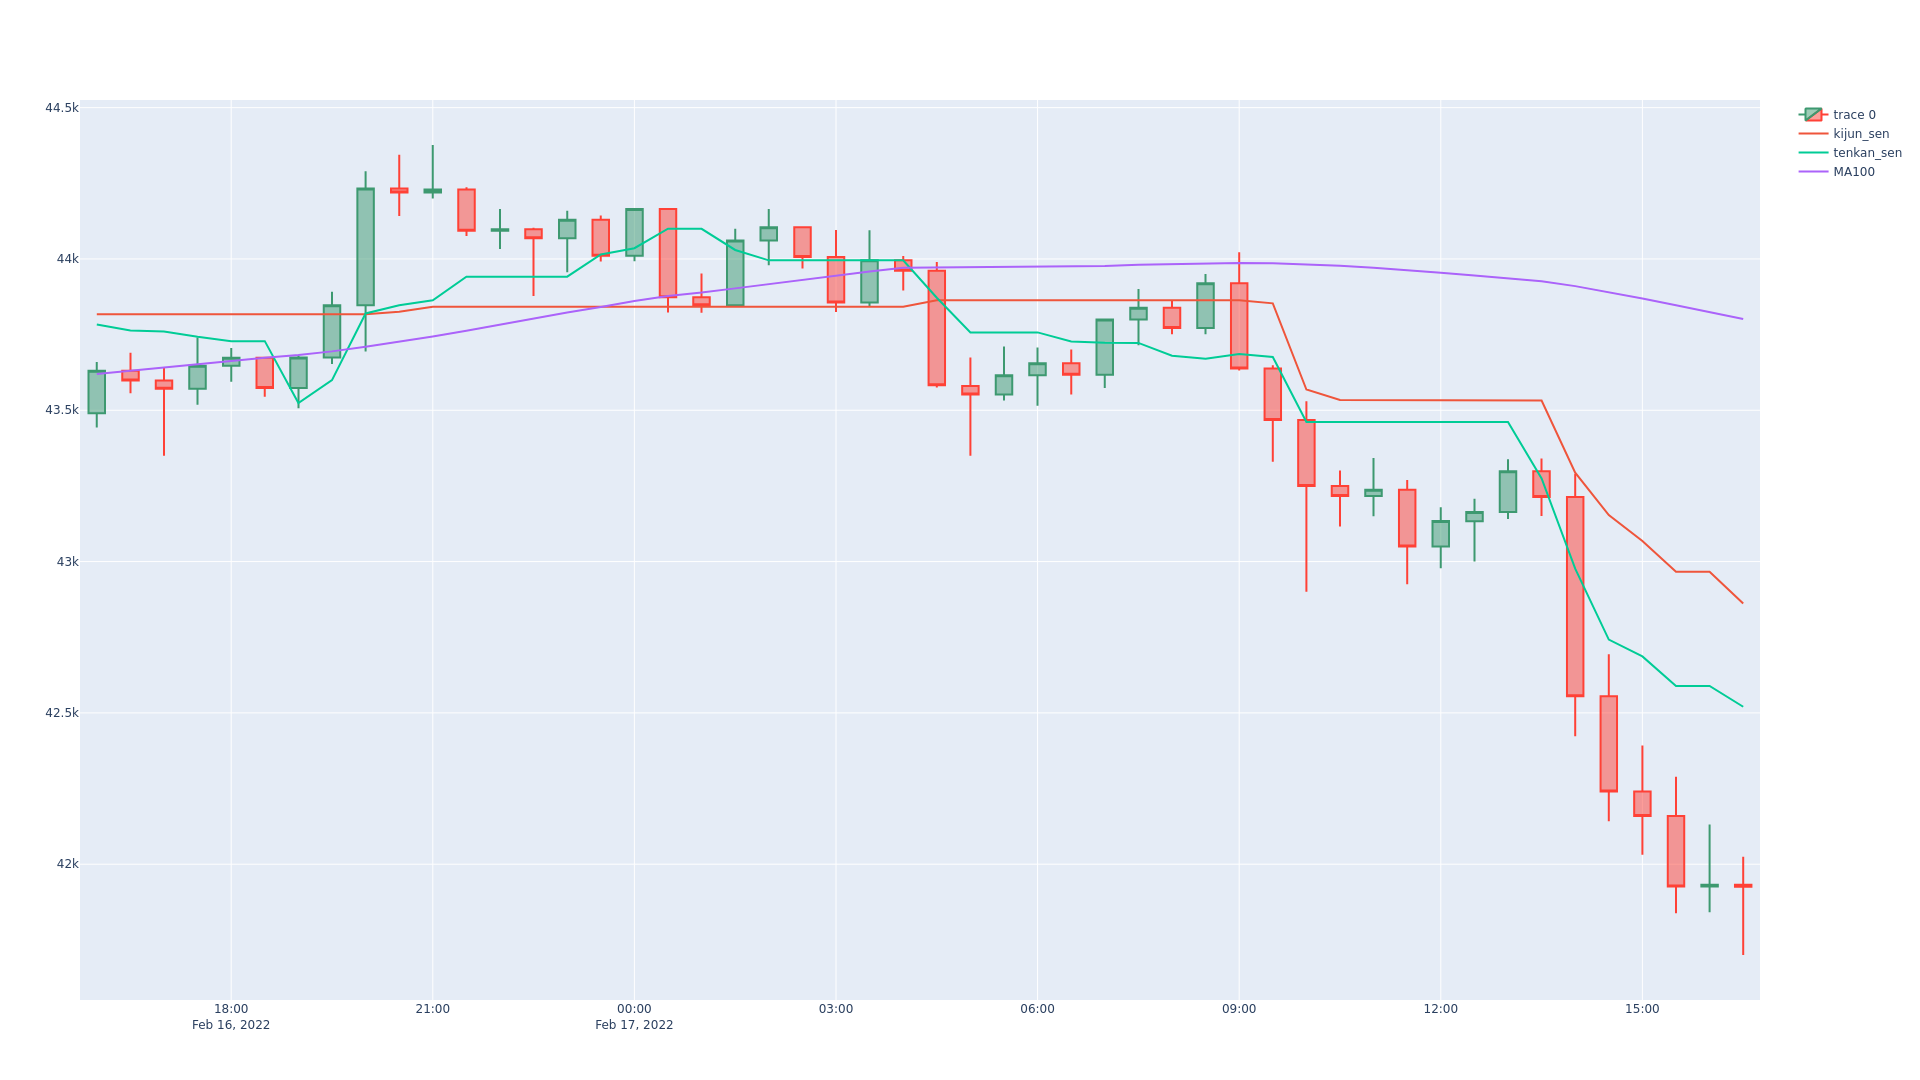 44.5k
44k
43.5k
43k
42.5k
42k
18:00
Feb 16, 2022
21:00
00:00
Feb 17, 2022
03:00
06:00
09:00
12:00
15:00
trace 0
kijun_sen
tenkan_sen
MA100